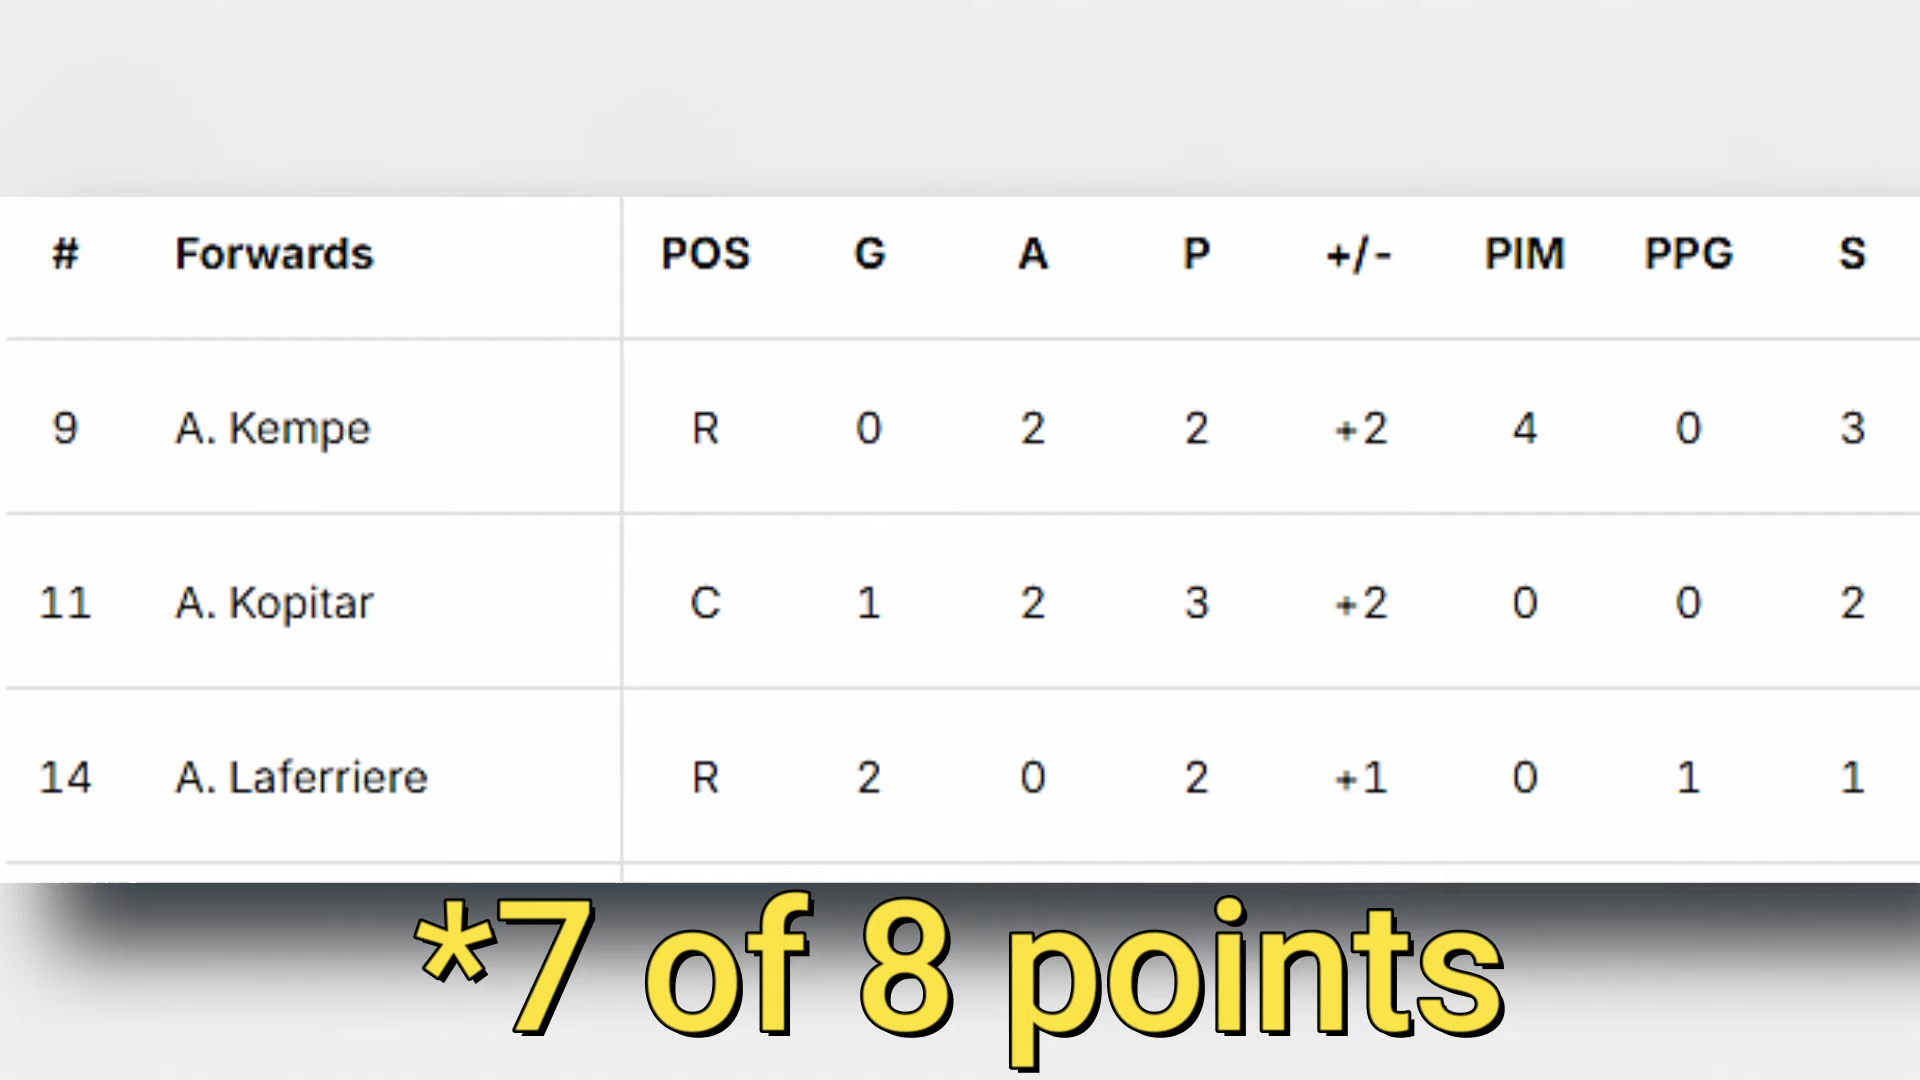 # Forwards POS G A P +/- PIM PPG S
9 A. Kempe R 0 2 2 +2 4 0 3
11 A. Kopitar C 1 2 3 +2 0 0 2
14 A. Laferriere R 2 0 2 +1 0 1 1
*7 of 8 points